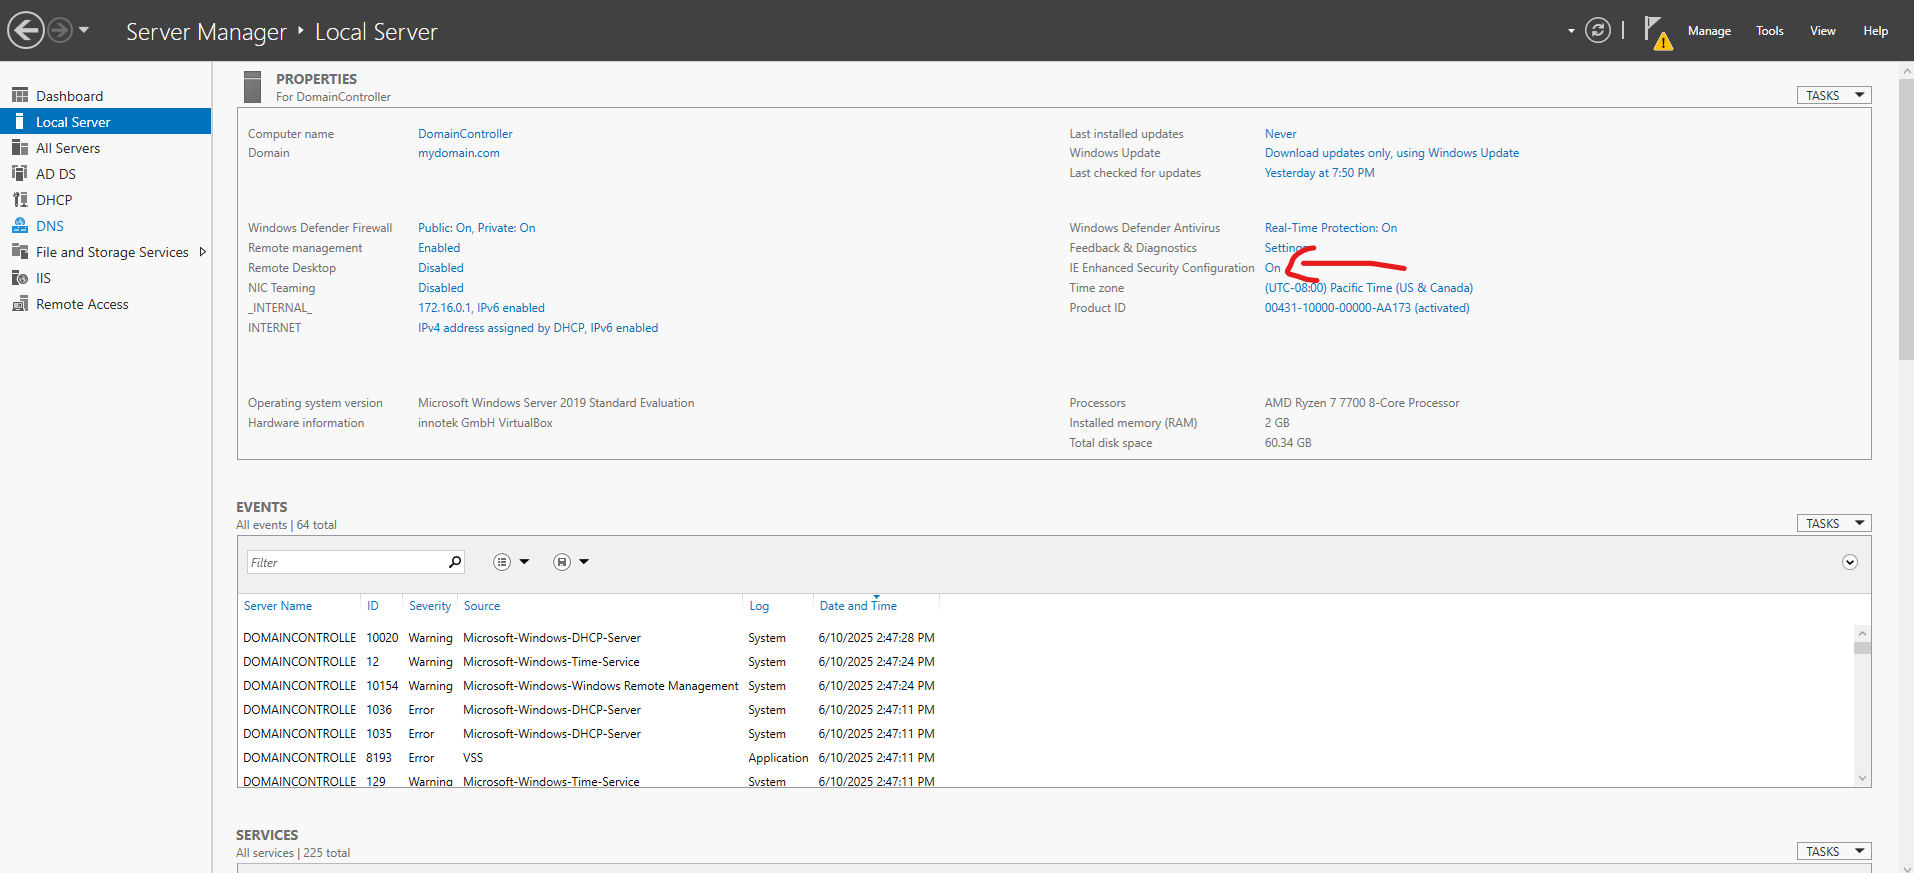 Server Manager ‣ Local Server
Manage Tools View Help
Dashboard
Local Server
All Servers
AD DS
DHCP
DNS
File and Storage Services
IIS
Remote Access
PROPERTIES
For DomainController
TASKS
Computer name DomainController
Domain mydomain.com
Last installed updates Never
Windows Update Download updates only, using Windows Update
Last checked for updates Yesterday at 7:50 PM
Windows Defender Firewall Public: On, Private: On
Remote management Enabled
Remote Desktop Disabled
NIC Teaming Disabled
_INTERNAL_ 172.16.0.1, IPv6 enabled
INTERNET IPv4 address assigned by DHCP, IPv6 enabled
Windows Defender Antivirus Real-Time Protection: On
Feedback & Diagnostics Settings
IE Enhanced Security Configuration On
Time zone (UTC-08:00) Pacific Time (US & Canada)
Product ID 00431-10000-00000-AA173 (activated)
Operating system version Microsoft Windows Server 2019 Standard Evaluation
Hardware information innotek GmbH VirtualBox
Processors AMD Ryzen 7 7700 8-Core Processor
Installed memory (RAM) 2 GB
Total disk space 60.34 GB
EVENTS
All events | 64 total
TASKS
Filter
Server Name ID Severity Source Log Date and Time
DOMAINCONTROLLE 10020 Warning Microsoft-Windows-DHCP-Server System 6/10/2025 2:47:28 PM
DOMAINCONTROLLE 12 Warning Microsoft-Windows-Time-Service System 6/10/2025 2:47:24 PM
DOMAINCONTROLLE 10154 Warning Microsoft-Windows-Windows Remote Management System 6/10/2025 2:47:24 PM
DOMAINCONTROLLE 1036 Error Microsoft-Windows-DHCP-Server System 6/10/2025 2:47:11 PM
DOMAINCONTROLLE 1035 Error Microsoft-Windows-DHCP-Server System 6/10/2025 2:47:11 PM
DOMAINCONTROLLE 8193 Error VSS Application 6/10/2025 2:47:11 PM
DOMAINCONTROLLE 129 Warning Microsoft-Windows-Time-Service System 6/10/2025 2:47:11 PM
SERVICES
All services | 225 total
TASKS